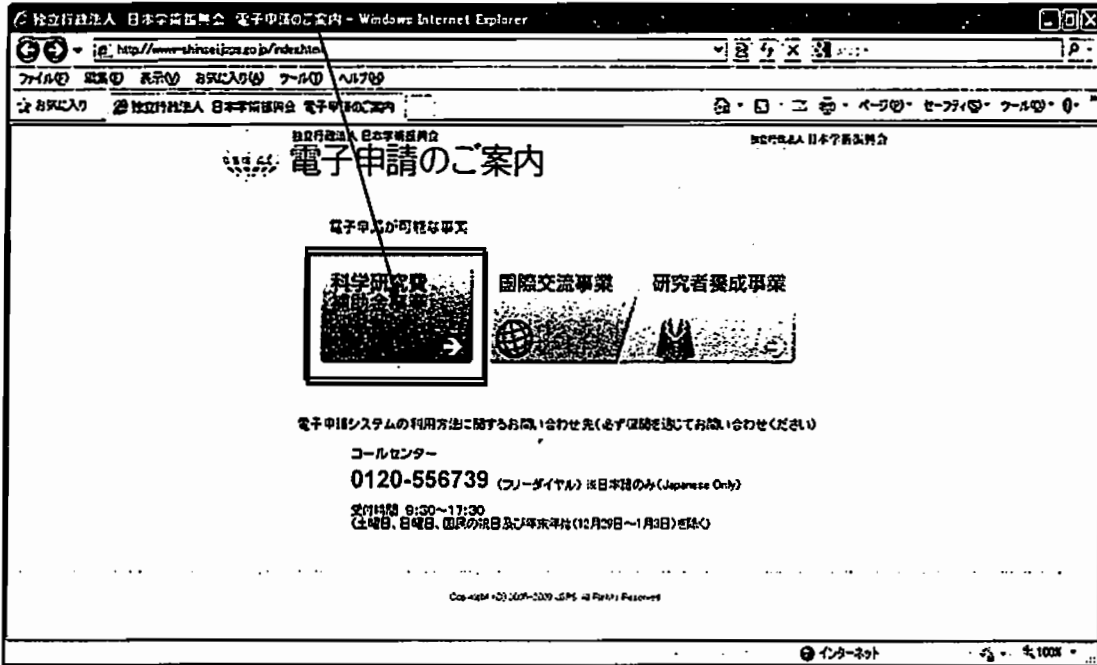 独立行政法人 日本学術振興会 電子申請のご案内 - Windows Internet Explorer
ファイル(F) 編集(E) 表示(V) お気に入り(A) ツール(T) ヘルプ(H)
お気に入り 独立行政法人 日本学術振興会 電子申請のご案内
ページ(P) セーフティ(S) ツール(O)
独立行政法人 日本学術振興会
独立行政法人 日本学術振興会
電子申請のご案内
電子申請が可能な事業
科学研究費
補助金事業
国際交流事業
研究者養成事業
電子申請システムの利用方法に関するお問い合わせ先(必ず機関を通じてお問い合わせください)
コールセンター
0120-556739 (フリーダイヤル) ※日本語のみ(Japanese Only)
受付時間 9:30～17:30
(土曜日、日曜日、国民の祝日及び年末年始(12月29日～1月3日)を除く)
All Rights Reserved
インターネット
100%